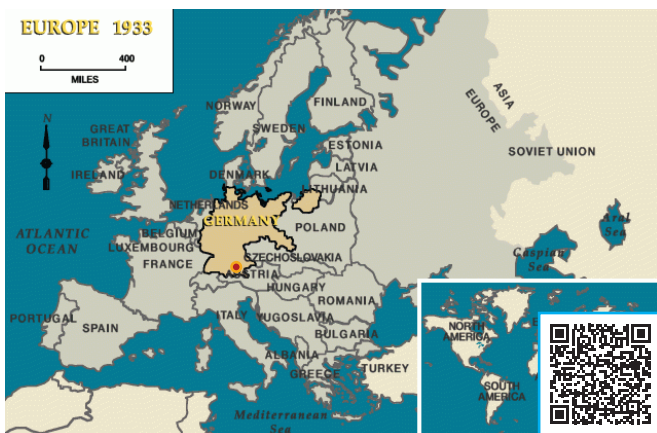 EUROPE 1933
0 400
MILES
N
NORWAY
FINLAND
SWEDEN
ASIA
EUROPE
SOVIET UNION
GREAT
BRITAIN
IRELAND
ESTONIA
LATVIA
LITHUANIA
DENMARK
NETHERLANDS
GERMANY
POLAND
ATLANTIC
OCEAN
BELGIUM
LUXEMBOURG
FRANCE
CZECHOSLOVAKIA
AUSTRIA
HUNGARY
ROMANIA
Aral
Sea
Caspian
Sea
PORTUGAL
SPAIN
ITALY
YUGOSLAVIA
BULGARIA
ALBANIA
GREECE
TURKEY
Mediterranean
Sea
NORTH
AMERICA
SOUTH
AMERICA